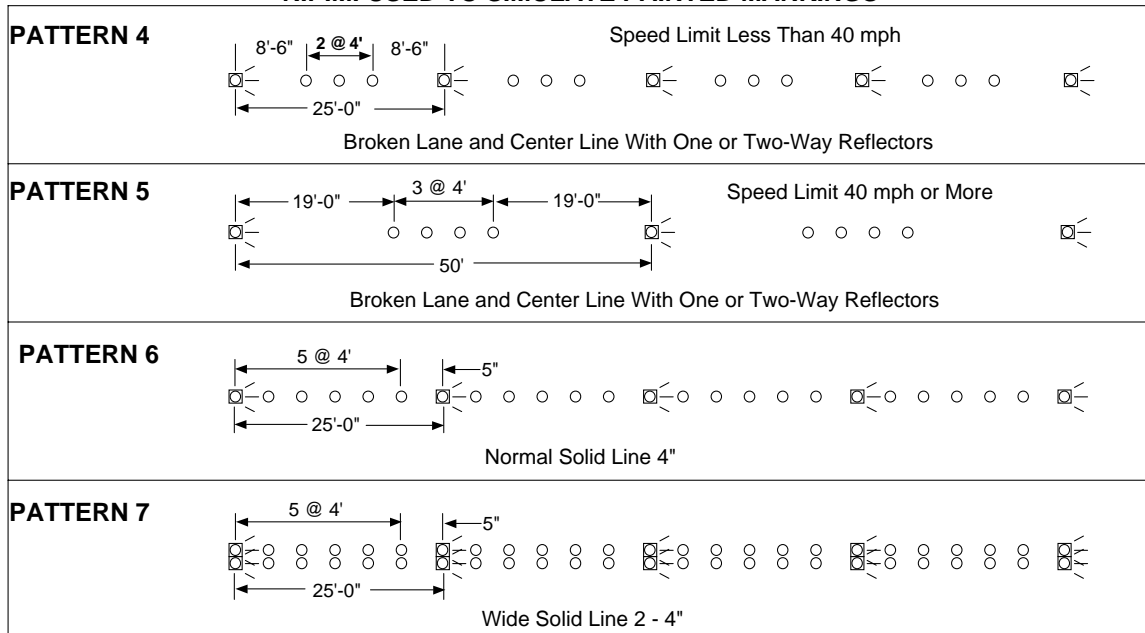 PATTERN 4
Speed Limit Less Than 40 mph
8'-6" 2 @ 4' 8'-6"
25'-0"
Broken Lane and Center Line With One or Two-Way Reflectors
PATTERN 5
3 @ 4'
Speed Limit 40 mph or More
19'-0" 19'-0"
50'
Broken Lane and Center Line With One or Two-Way Reflectors
PATTERN 6
5 @ 4'
5"
25'-0"
Normal Solid Line 4"
PATTERN 7
5 @ 4'
5"
25'-0"
Wide Solid Line 2 - 4"